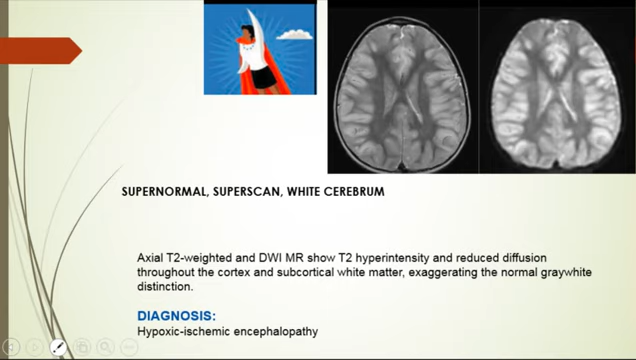 SUPERNORMAL, SUPERSCAN, WHITE CEREBRUM
Axial T2-weighted and DWI MR show T2 hyperintensity and reduced diffusion
throughout the cortex and subcortical white matter, exaggerating the normal graywhite
distinction.
DIAGNOSIS:
Hypoxic-ischemic encephalopathy